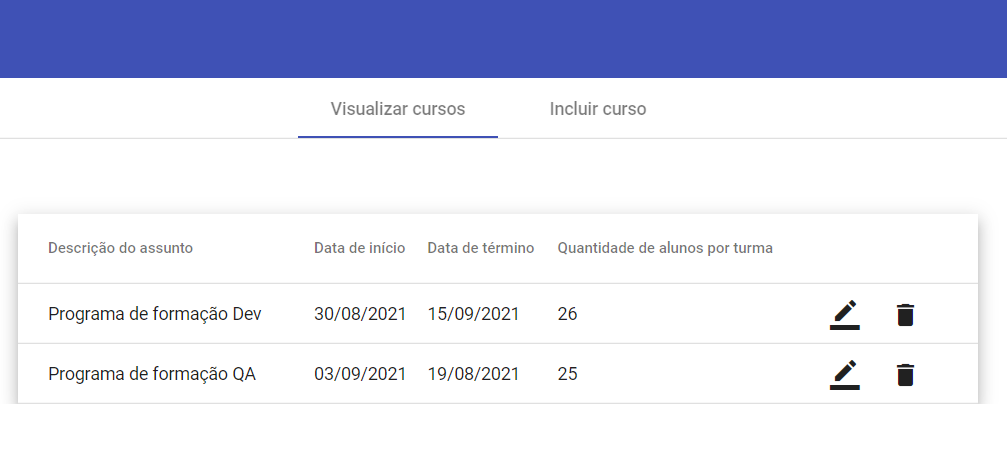 Visualizar cursos Incluir curso
Descrição do assunto Data de início Data de término Quantidade de alunos por turma
Programa de formação Dev 30/08/2021 15/09/2021 26
Programa de formação QA 03/09/2021 19/08/2021 25